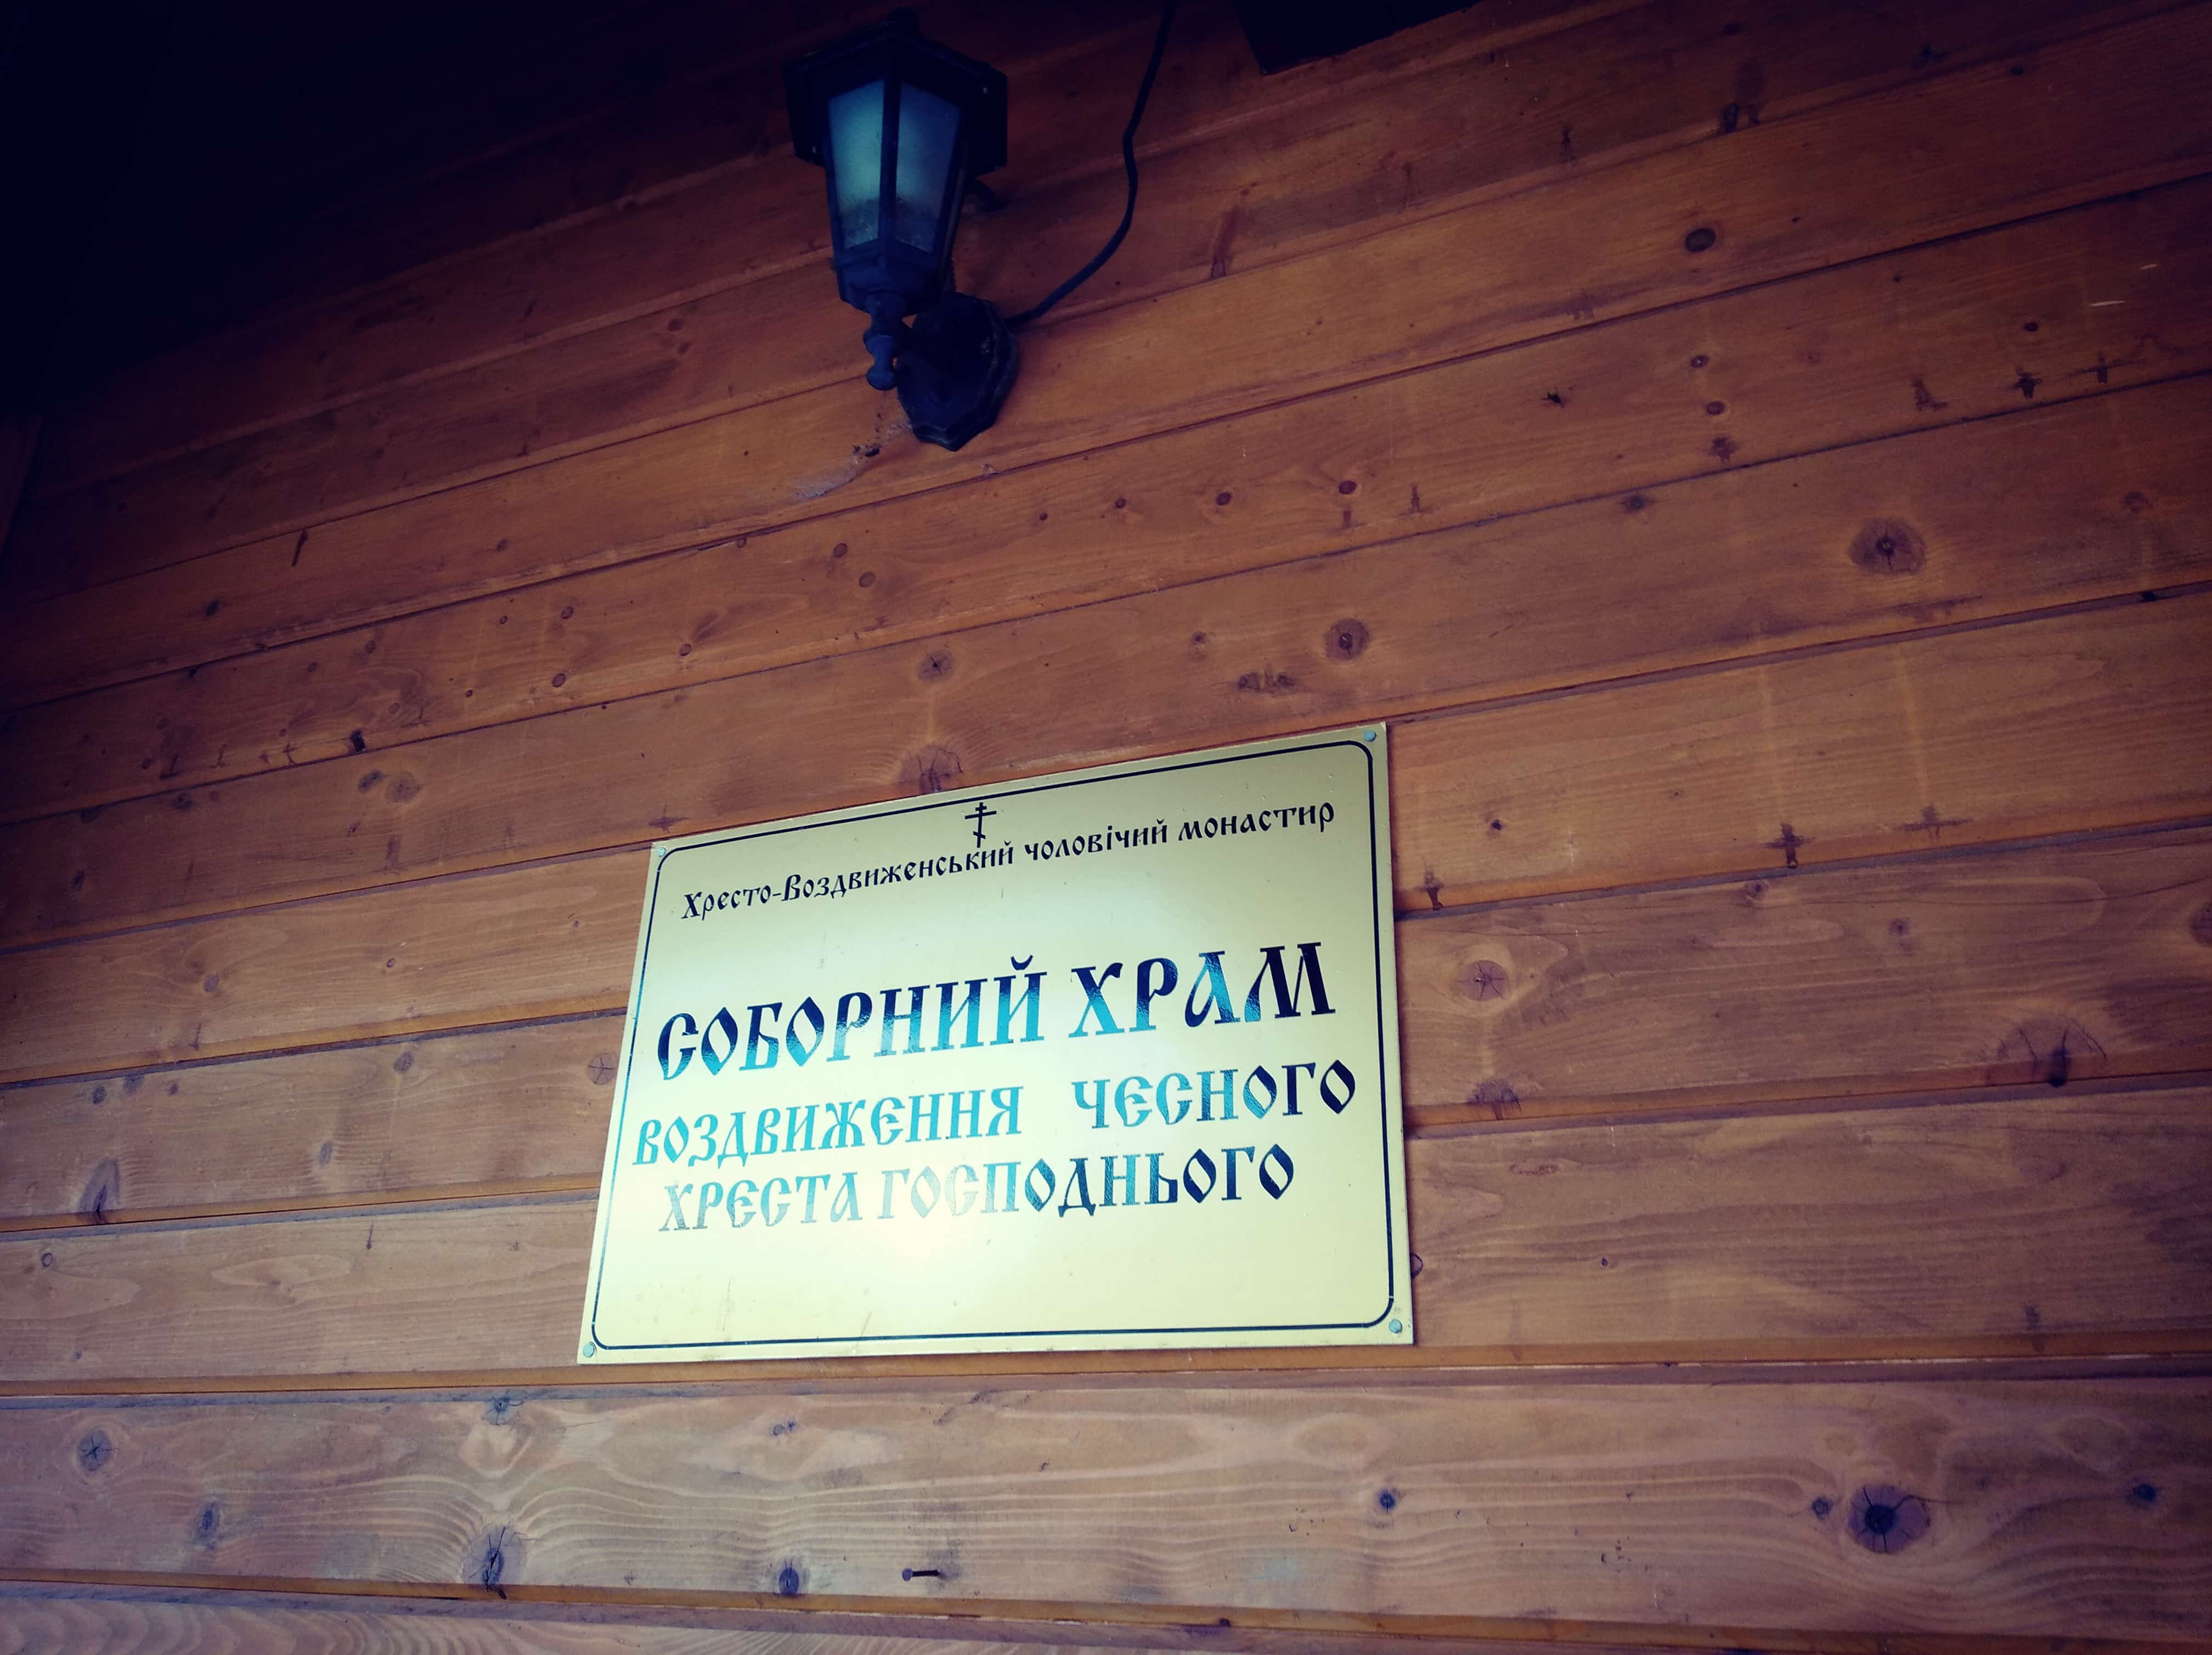 Хресто-Воздвиженський чоловічий монастир
СОБОРНИЙ ХРАМ
ВОЗДВИЖЕННЯ ЧЕСНОГО
ХРЕСТА ГОСПОДНЬОГО